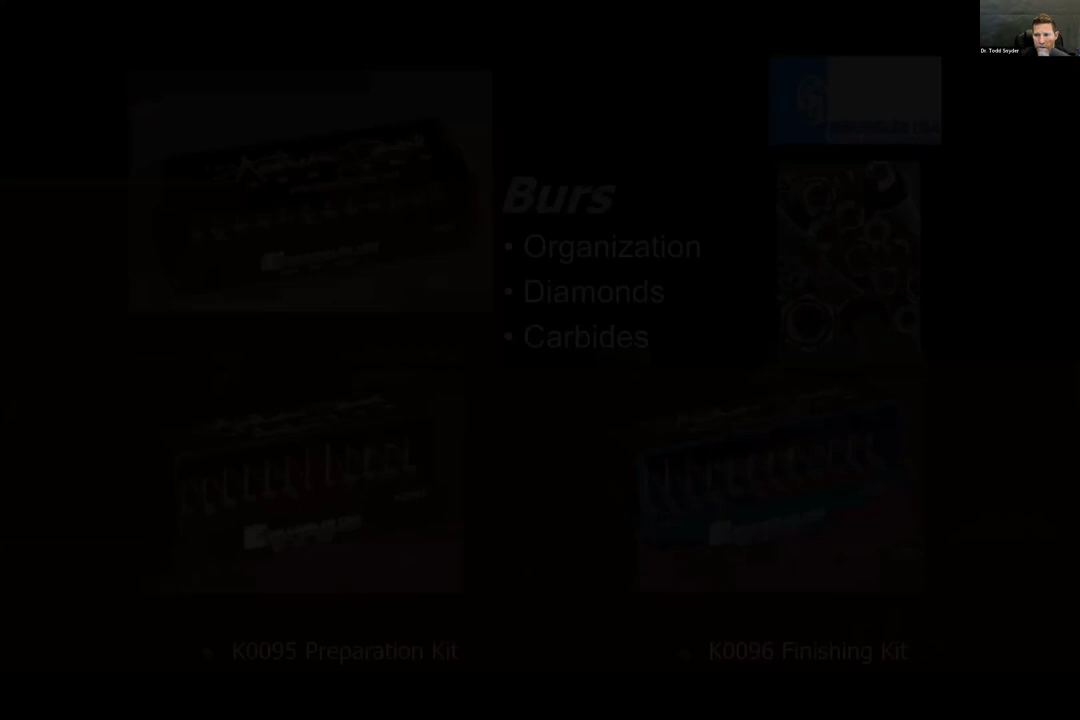 Dr. Todd Snyder
Burs
• Organization
• Diamonds
• Carbides
K0095 Preparation Kit
K0096 Finishing Kit